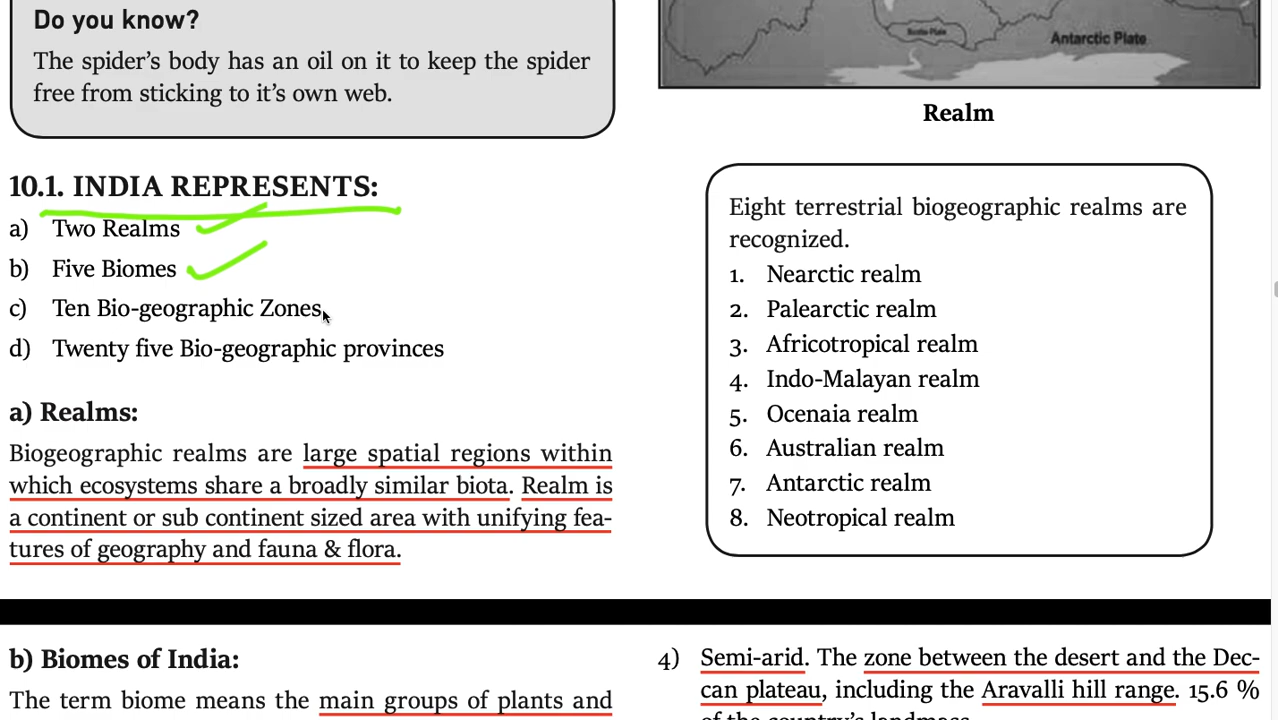 Do you know?
The spider's body has an oil on it to keep the spider
free from sticking to it's own web.
10.1. INDIA REPRESENTS:
a) Two Realms
b) Five Biomes
c) Ten Bio-geographic Zones
d) Twenty five Bio-geographic provinces
a) Realms:
Biogeographic realms are large spatial regions within
which ecosystems share a broadly similar biota. Realm is
a continent or sub continent sized area with unifying fea-
tures of geography and fauna & flora.
Antarctic Plate
Realm
Eight terrestrial biogeographic realms are
recognized.
1. Nearctic realm
2. Palearctic realm
3. Africotropical realm
4. Indo-Malayan realm
5. Ocenaia realm
6. Australian realm
7. Antarctic realm
8. Neotropical realm
b) Biomes of India:
The term biome means the main groups of plants and
4) Semi-arid. The zone between the desert and the Dec-
can plateau, including the Aravalli hill range. 15.6 %
of the country's landmass